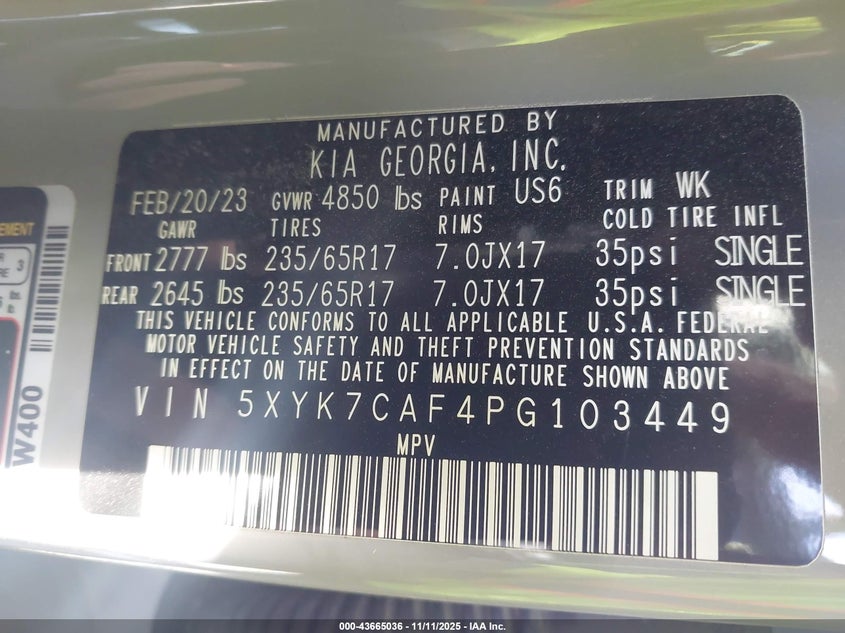 MANUFACTURED BY
KIA GEORGIA, INC.
FEB/20/23 GVWR 4850 lbs PAINT US6 TRIM WK
GAWR TIRES RIMS COLD TIRE INFL
FRONT 2777 lbs 235/65R17 7.0JX17 35psi SINGLE
REAR 2645 lbs 235/65R17 7.0JX17 35psi SINGLE
THIS VEHICLE CONFORMS TO ALL APPLICABLE U.S.A. FEDERAL
MOTOR VEHICLE SAFETY AND THEFT PREVENTION STANDARDS
IN EFFECT ON THE DATE OF MANUFACTURE SHOWN ABOVE
VIN 5XYK7CAF4PG103449
MPV
W400
3
000-43665036 - 11/11/2025 - IAA Inc.